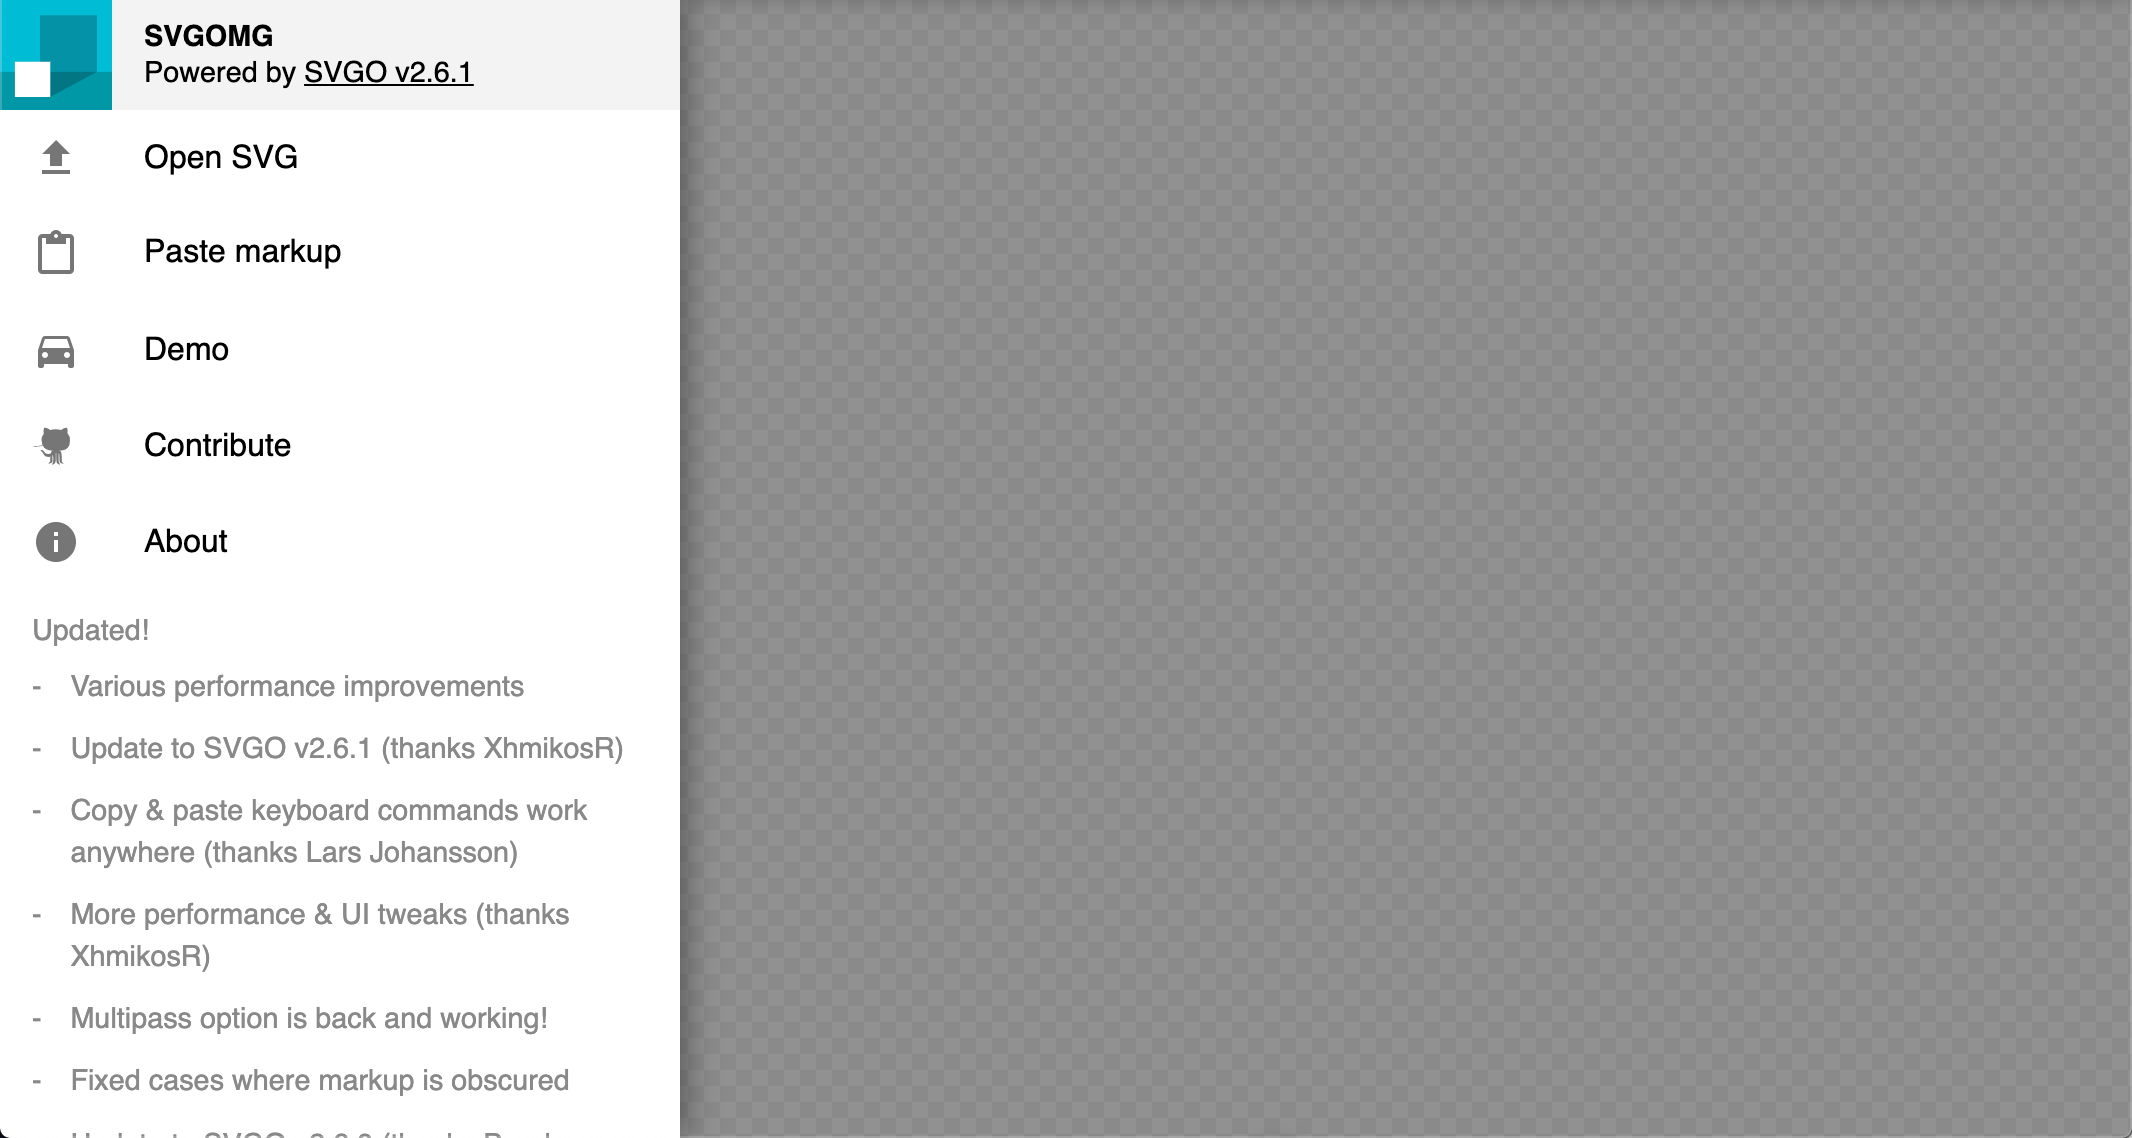 SVGOMG
Powered by SVGO v2.6.1
Open SVG
Paste markup
Demo
Contribute
About
Updated!
- Various performance improvements
- Update to SVGO v2.6.1 (thanks XhmikosR)
- Copy & paste keyboard commands work
anywhere (thanks Lars Johansson)
- More performance & UI tweaks (thanks
XhmikosR)
- Multipass option is back and working!
- Fixed cases where markup is obscured